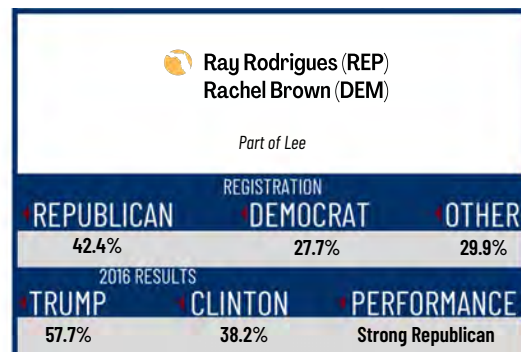 Ray Rodrigues (REP)
Rachel Brown (DEM)
Part of Lee
REGISTRATION
REPUBLICAN DEMOCRAT OTHER
42.4% 27.7% 29.9%
2016 RESULTS
TRUMP CLINTON PERFORMANCE
57.7% 38.2% Strong Republican